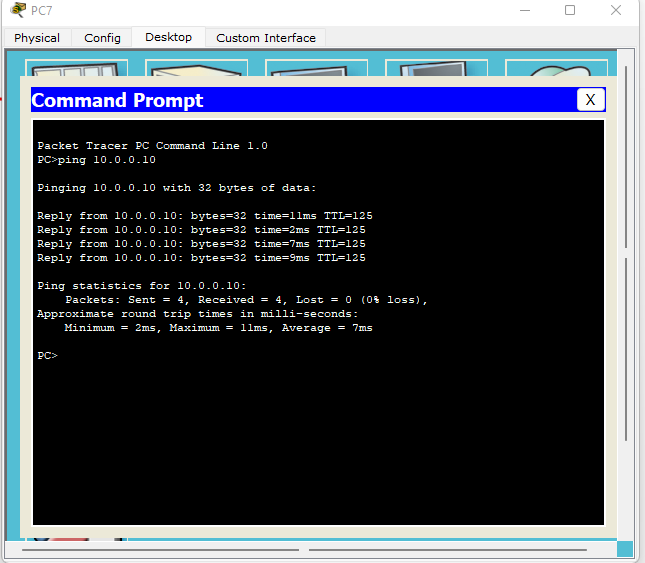 PC7
Physical Config Desktop Custom Interface
Command Prompt X
Packet Tracer PC Command Line 1.0
PC>ping 10.0.0.10
Pinging 10.0.0.10 with 32 bytes of data:
Reply from 10.0.0.10: bytes=32 time=11ms TTL=125
Reply from 10.0.0.10: bytes=32 time=2ms TTL=125
Reply from 10.0.0.10: bytes=32 time=7ms TTL=125
Reply from 10.0.0.10: bytes=32 time=9ms TTL=125
Ping statistics for 10.0.0.10:
Packets: Sent = 4, Received = 4, Lost = 0 (0% loss),
Approximate round trip times in milli-seconds:
Minimum = 2ms, Maximum = 11ms, Average = 7ms
PC>